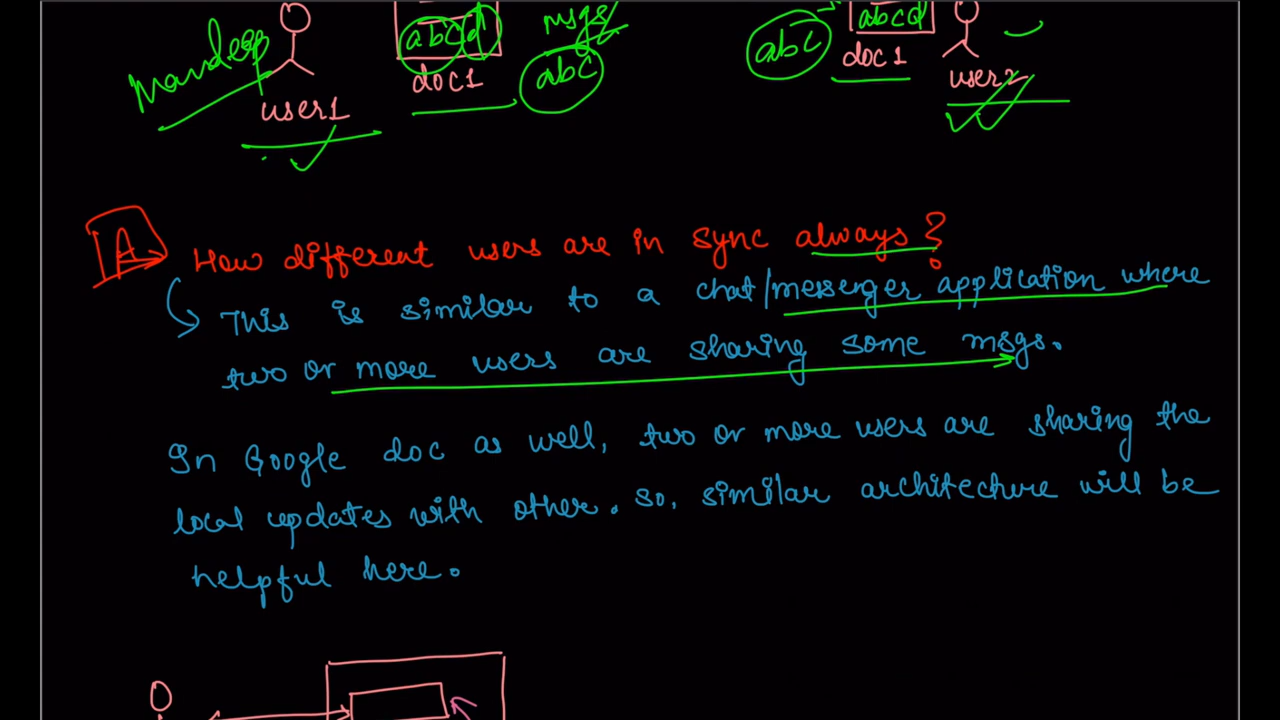 mandeep
user1
abcd
doc1
msgs
abc
abc
abcd
doc1
user2
A
How different users are in sync always?
This is similar to a chat/messenger application where
two or more users are sharing some msgs.
In Google doc as well, two or more users are sharing the
local updates with other. so, similar architecture will be
helpful here.